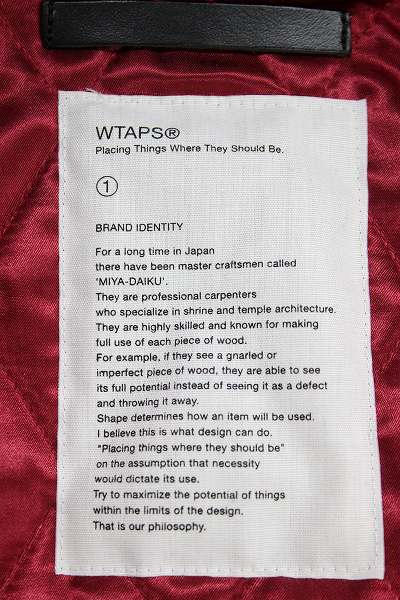 WTAPS®
Placing Things Where They Should Be.
①
BRAND IDENTITY
For a long time in Japan
there have been master craftsmen called
'MIYA-DAIKU'.
They are professional carpenters
who specialize in shrine and temple architecture.
They are highly skilled and known for making
full use of each piece of wood.
For example, if they see a gnarled or
imperfect piece of wood, they are able to see
its full potential instead of seeing it as a defect
and throwing it away.
Shape determines how an item will be used.
I believe this is what design can do.
"Placing things where they should be"
on the assumption that necessity
would dictate its use.
Try to maximize the potential of things
within the limits of the design.
That is our philosophy.